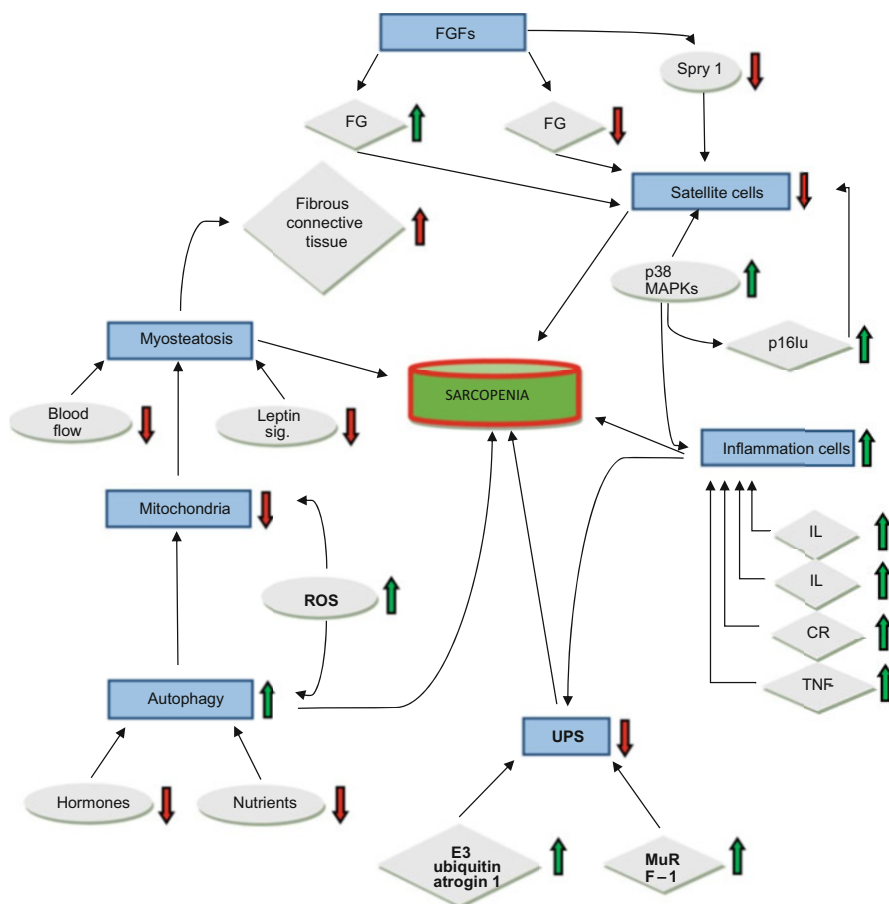 FGFs
Spry 1
FG
FG
Satellite cells
Fibrous
connective
tissue
p38
MAPKs
p16lu
Myosteatosis
SARCOPENIA
Blood
flow
Leptin
sig.
Inflammation cells
Mitochondria
IL
IL
ROS
CR
TNF-
Autophagy
UPS
Hormones
Nutrients
E3
ubiquitin
atrogin 1
MuR
F–1